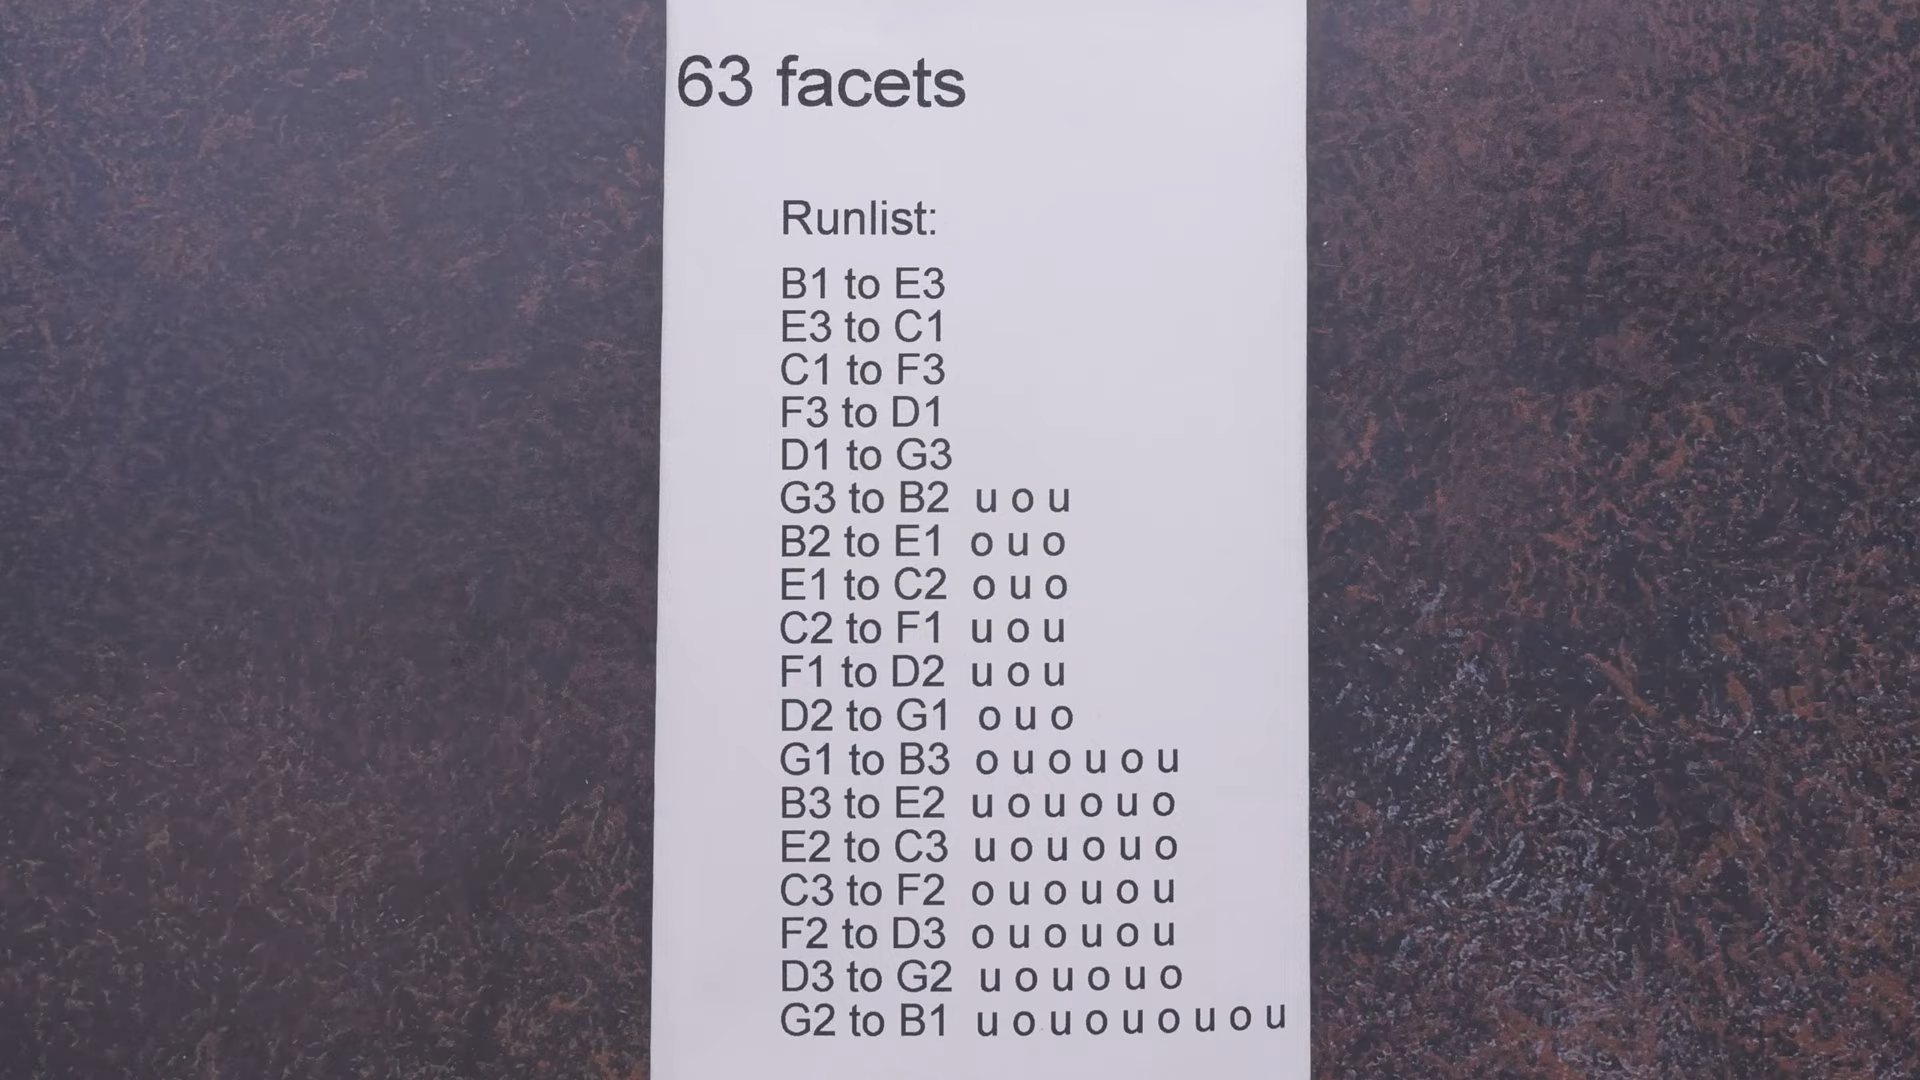 63 facets
Runlist:
B1 to E3
E3 to C1
C1 to F3
F3 to D1
D1 to G3
G3 to B2 u o u
B2 to E1 o u o
E1 to C2 o u o
C2 to F1 u o u
F1 to D2 u o u
D2 to G1 o u o
G1 to B3 o u o u o u
B3 to E2 u o u o u o
E2 to C3 u o u o u o
C3 to F2 o u o u o u
F2 to D3 o u o u o u
D3 to G2 u o u o u o
G2 to B1 u o u o u o u o u